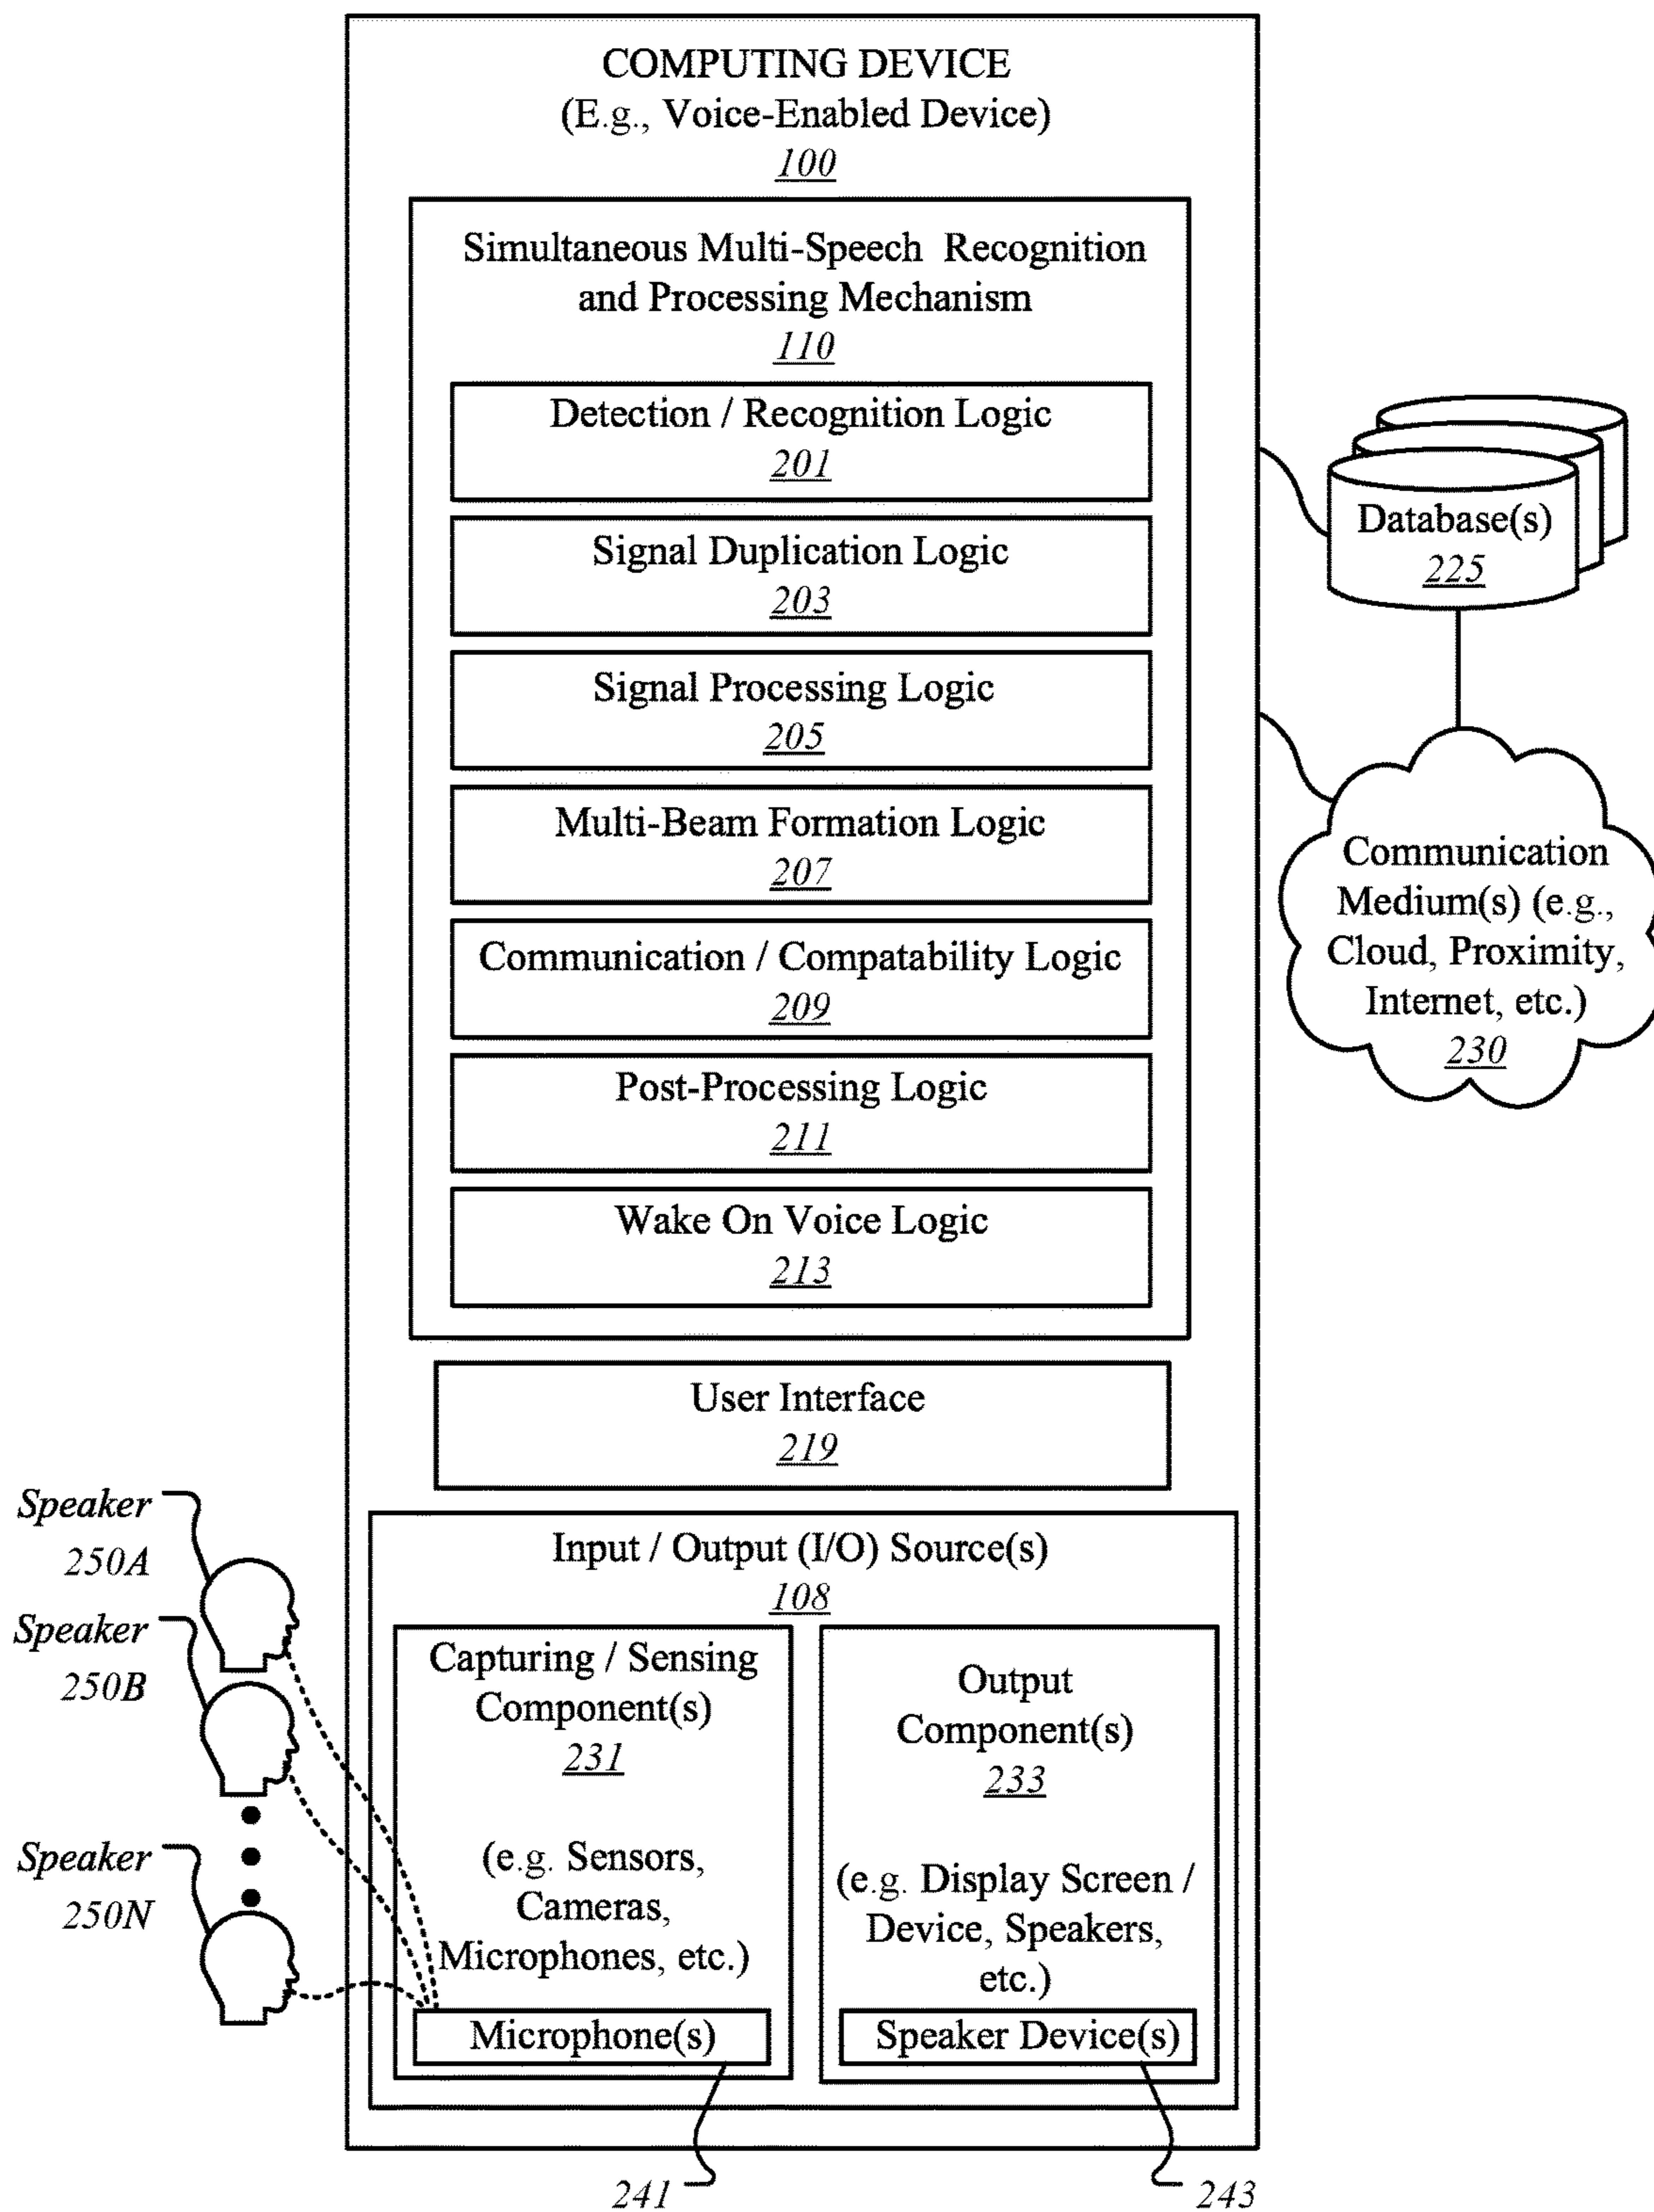 COMPUTING DEVICE
(E.g., Voice-Enabled Device)
100
Simultaneous Multi-Speech Recognition
and Processing Mechanism
110
Detection / Recognition Logic
201
Signal Duplication Logic
203
Signal Processing Logic
205
Multi-Beam Formation Logic
207
Communication / Compatability Logic
209
Post-Processing Logic
211
Wake On Voice Logic
213
Database(s)
225
Communication
Medium(s) (e.g.,
Cloud, Proximity,
Internet, etc.)
230
User Interface
219
Speaker
250A
Speaker
250B
Speaker
250N
Input / Output (I/O) Source(s)
108
Capturing / Sensing
Component(s)
231
(e.g. Sensors,
Cameras,
Microphones, etc.)
Microphone(s)
Output
Component(s)
233
(e.g. Display Screen /
Device, Speakers,
etc.)
Speaker Device(s)
241
243